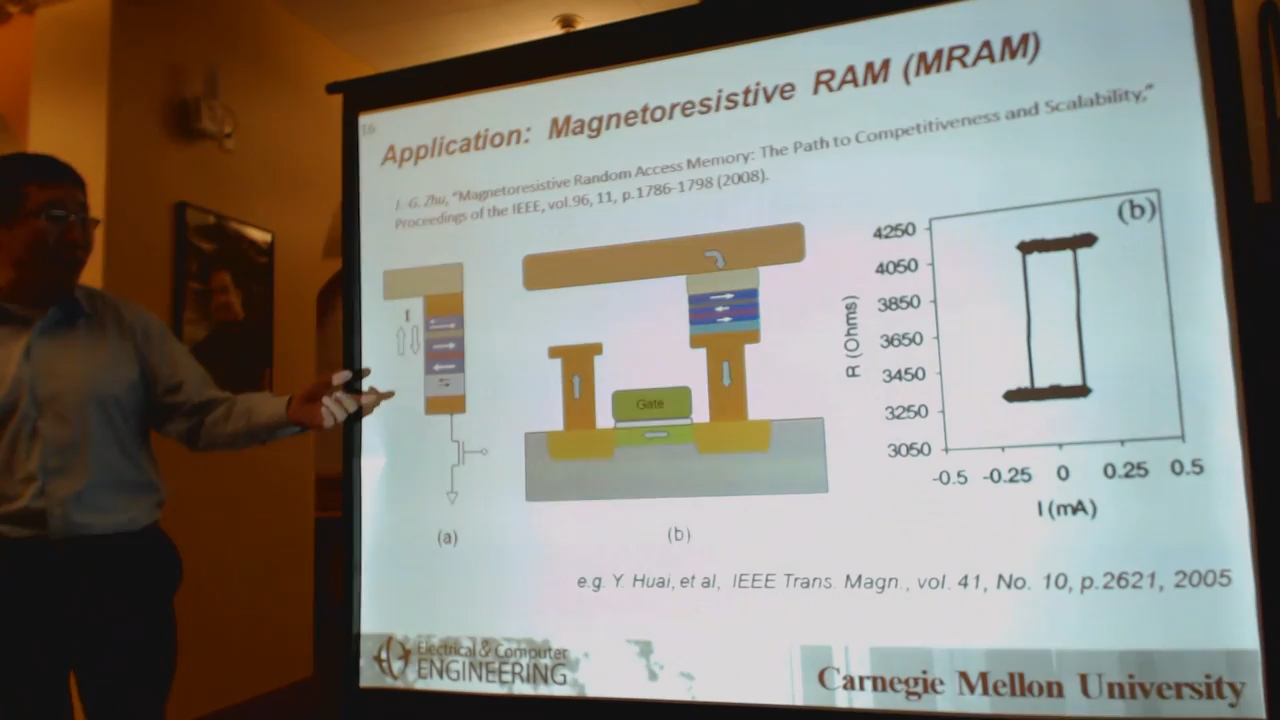 16
Application: Magnetoresistive RAM (MRAM)
J.-G. Zhu, "Magnetoresistive Random Access Memory: The Path to Competitiveness and Scalability,"
Proceedings of the IEEE, vol.96, 11, p.1786-1798 (2008).
I
(a)
Gate
(b)
(b)
R (Ohms)
4250
4050
3850
3650
3450
3250
3050
-0.5 -0.25 0 0.25 0.5
I (mA)
e.g. Y. Huai, et al, IEEE Trans. Magn., vol. 41, No. 10, p.2621, 2005
Electrical & Computer
ENGINEERING
Carnegie Mellon University